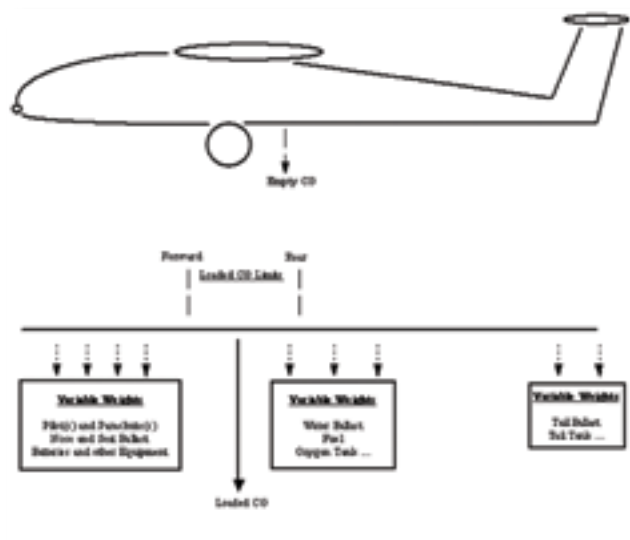 Empty CG
Forward
Rear
Loaded CG Limits
Variable Weights
Pilot(s) and Parachute(s)
Nose and Seat Ballast
Batteries and other Equipment
Variable Weights
Water Ballast
Fuel
Oxygen Tank ...
Variable Weights
Tail Ballast
Tail Tank ...
Loaded CG